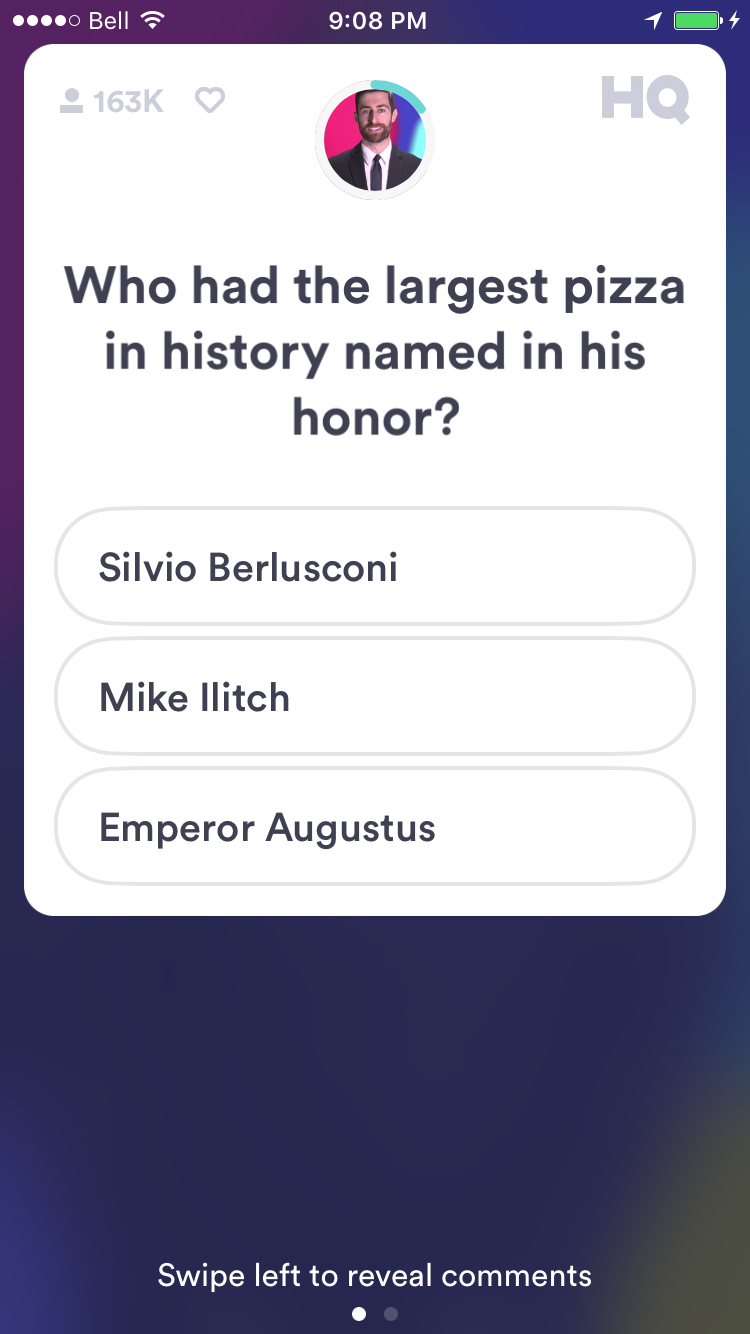 Bell 9:08 PM
163K HQ
Who had the largest pizza
in history named in his
honor?
Silvio Berlusconi
Mike Ilitch
Emperor Augustus
Swipe left to reveal comments